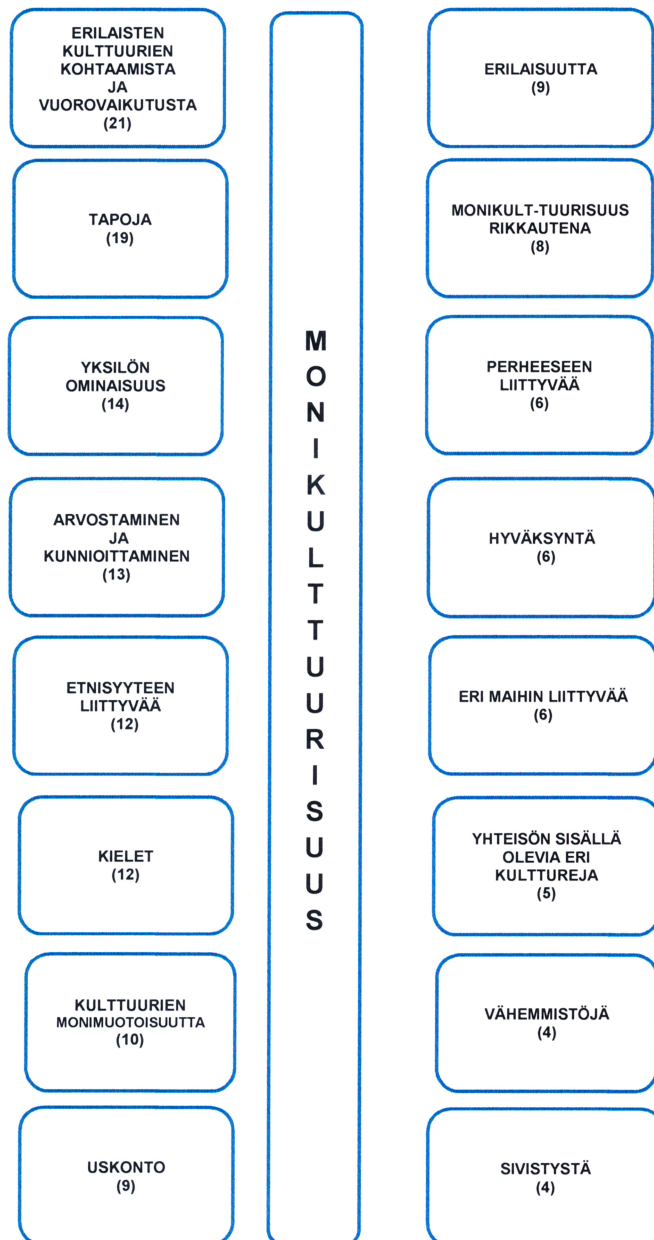 ERILAISTEN
KULTTUURIEN
KOHTAAMISTA
JA
VUOROVAIKUTUSTA
(21)
TAPOJA
(19)
YKSILÖN
OMINAISUUS
(14)
ARVOSTAMINEN
JA
KUNNIOITTAMINEN
(13)
ETNISYYTEEN
LIITTYVÄÄ
(12)
KIELET
(12)
KULTTUURIEN
MONIMUOTOISUUTTA
(10)
USKONTO
(9)
MONIKULTTUURISUUS
ERILAISUUTTA
(9)
MONIKULT-TUURISUUS
RIKKAUTENA
(8)
PERHEESEEN
LIITTYVÄÄ
(6)
HYVÄKSYNTÄ
(6)
ERI MAIHIN LIITTYVÄÄ
(6)
YHTEISÖN SISÄLLÄ
OLEVIA ERI
KULTTUREJA
(5)
VÄHEMMISTÖJÄ
(4)
SIVISTYSTÄ
(4)